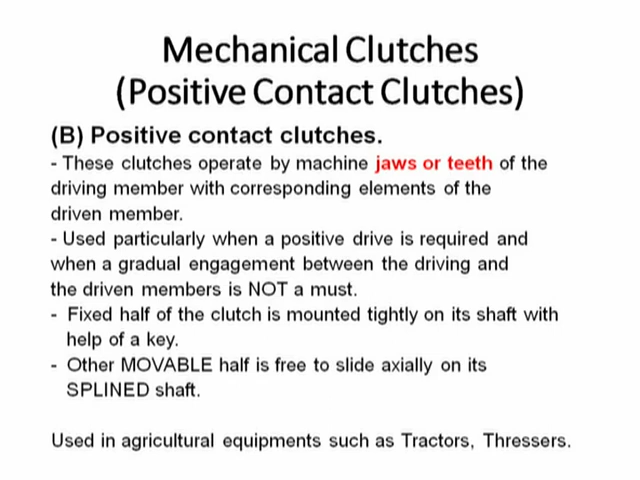 Mechanical Clutches
(Positive Contact Clutches)
(B) Positive contact clutches.
- These clutches operate by machine jaws or teeth of the
driving member with corresponding elements of the
driven member.
- Used particularly when a positive drive is required and
when a gradual engagement between the driving and
the driven members is NOT a must.
- Fixed half of the clutch is mounted tightly on its shaft with
help of a key.
- Other MOVABLE half is free to slide axially on its
SPLINED shaft.
Used in agricultural equipments such as Tractors, Thressers.